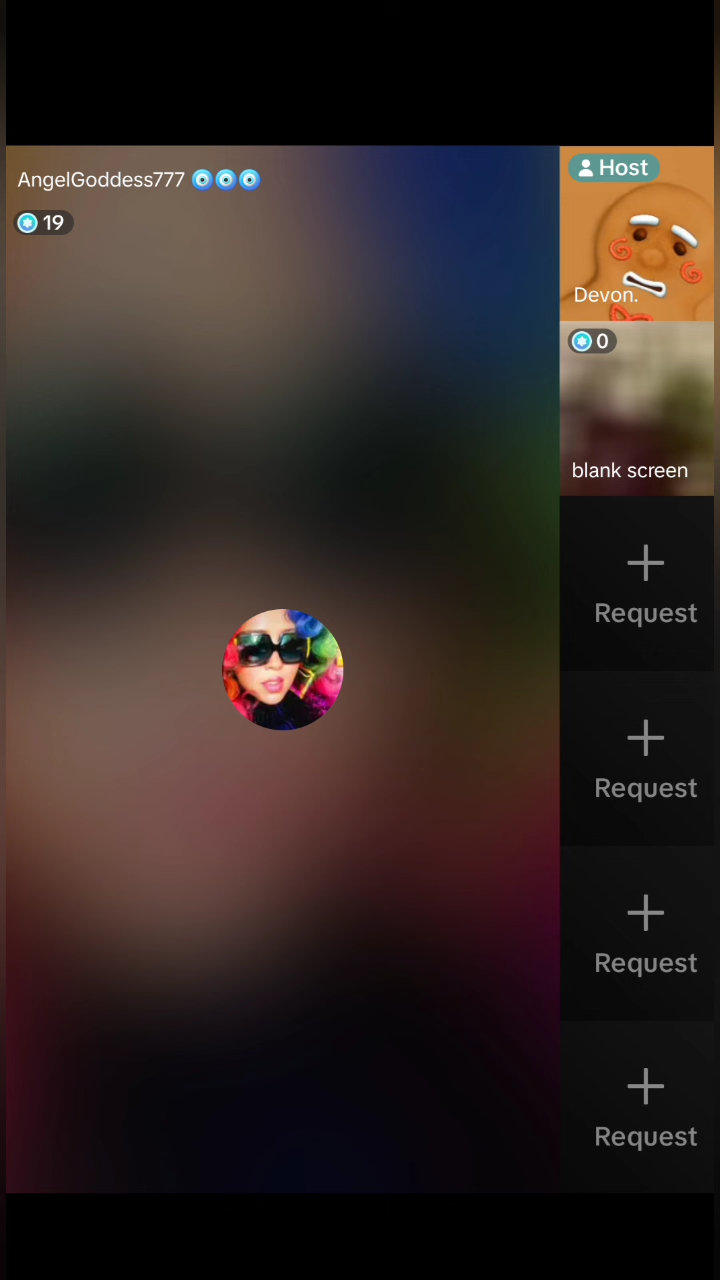 AngelGoddess777 🧿🧿🧿
19
Host
Devon.
0
blank screen
Request
Request
Request
Request